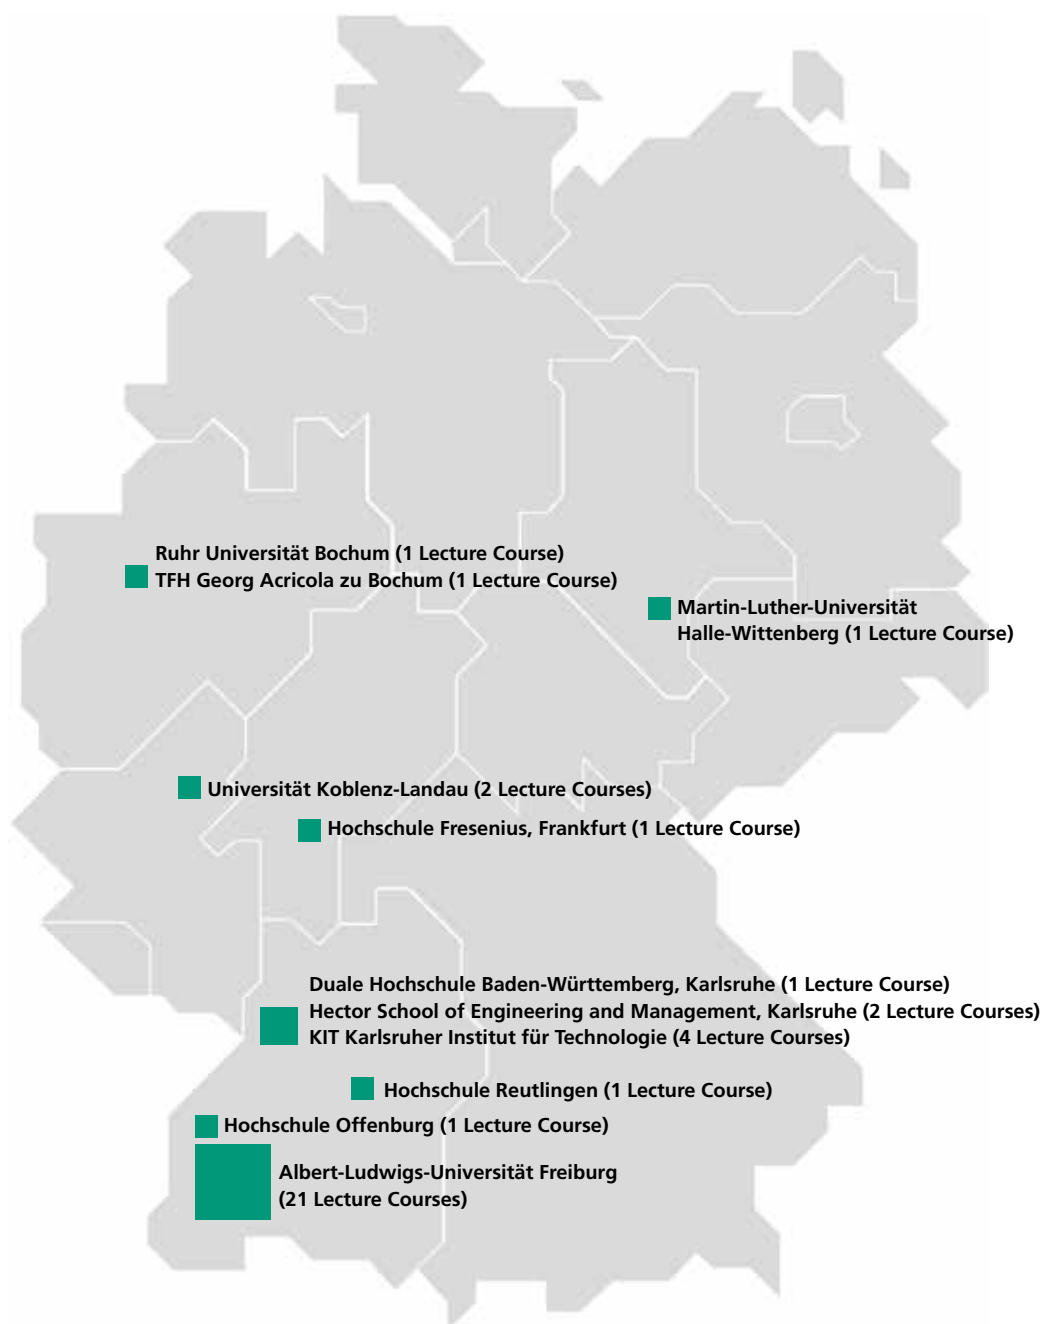 Ruhr Universität Bochum (1 Lecture Course)
TFH Georg Acricola zu Bochum (1 Lecture Course)
Martin-Luther-Universität
Halle-Wittenberg (1 Lecture Course)
Universität Koblenz-Landau (2 Lecture Courses)
Hochschule Fresenius, Frankfurt (1 Lecture Course)
Duale Hochschule Baden-Württemberg, Karlsruhe (1 Lecture Course)
Hector School of Engineering and Management, Karlsruhe (2 Lecture Courses)
KIT Karlsruher Institut für Technologie (4 Lecture Courses)
Hochschule Reutlingen (1 Lecture Course)
Hochschule Offenburg (1 Lecture Course)
Albert-Ludwigs-Universität Freiburg
(21 Lecture Courses)